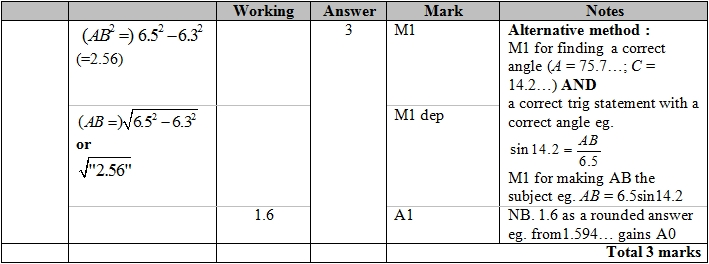 Working Answer Mark Notes
(AB² =) 6.5² – 6.3²
(=2.56)
3
M1
Alternative method :
M1 for finding a correct
angle (A = 75.7…; C =
14.2…) AND
a correct trig statement with a
correct angle eg.
sin 14.2 = AB/6.5
M1 for making AB the
subject eg. AB = 6.5sin14.2
(AB =)√6.5² – 6.3²
or
√"2.56"
M1 dep
1.6
A1
NB. 1.6 as a rounded answer
eg. from1.594… gains A0
Total 3 marks